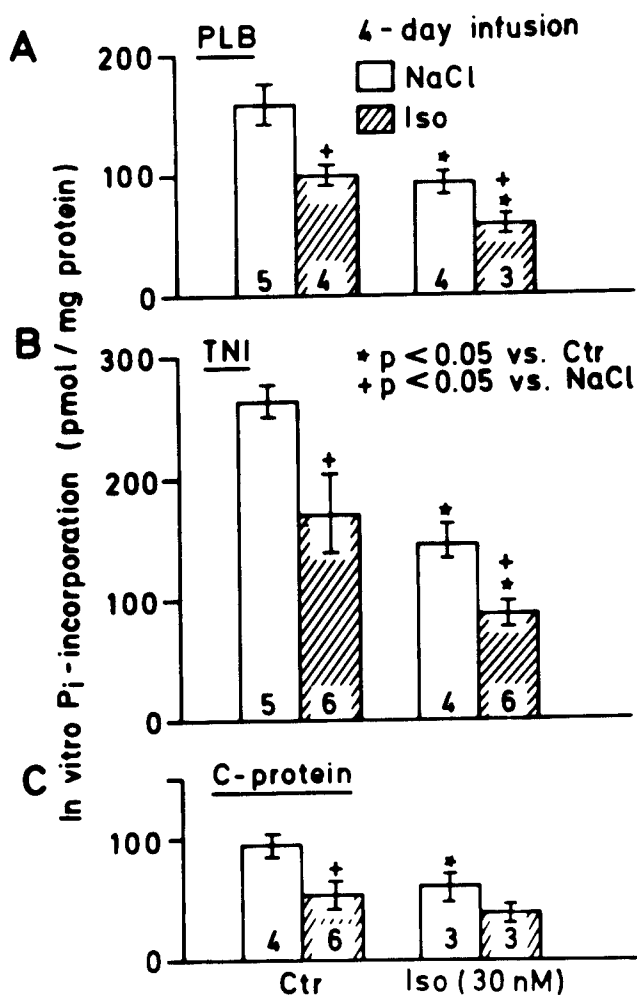 A
PLB
4-day infusion
NaCl
Iso
200
100
0
+
*
+
*
5
4
4
3
B
TNI
* p < 0.05 vs. Ctr
+ p < 0.05 vs. NaCl
300
200
100
0
+
*
+
*
5
6
4
6
C
C-protein
100
0
+
*
4
6
3
3
Ctr
Iso (30 nM)
In vitro Pi-incorporation (pmol / mg protein)